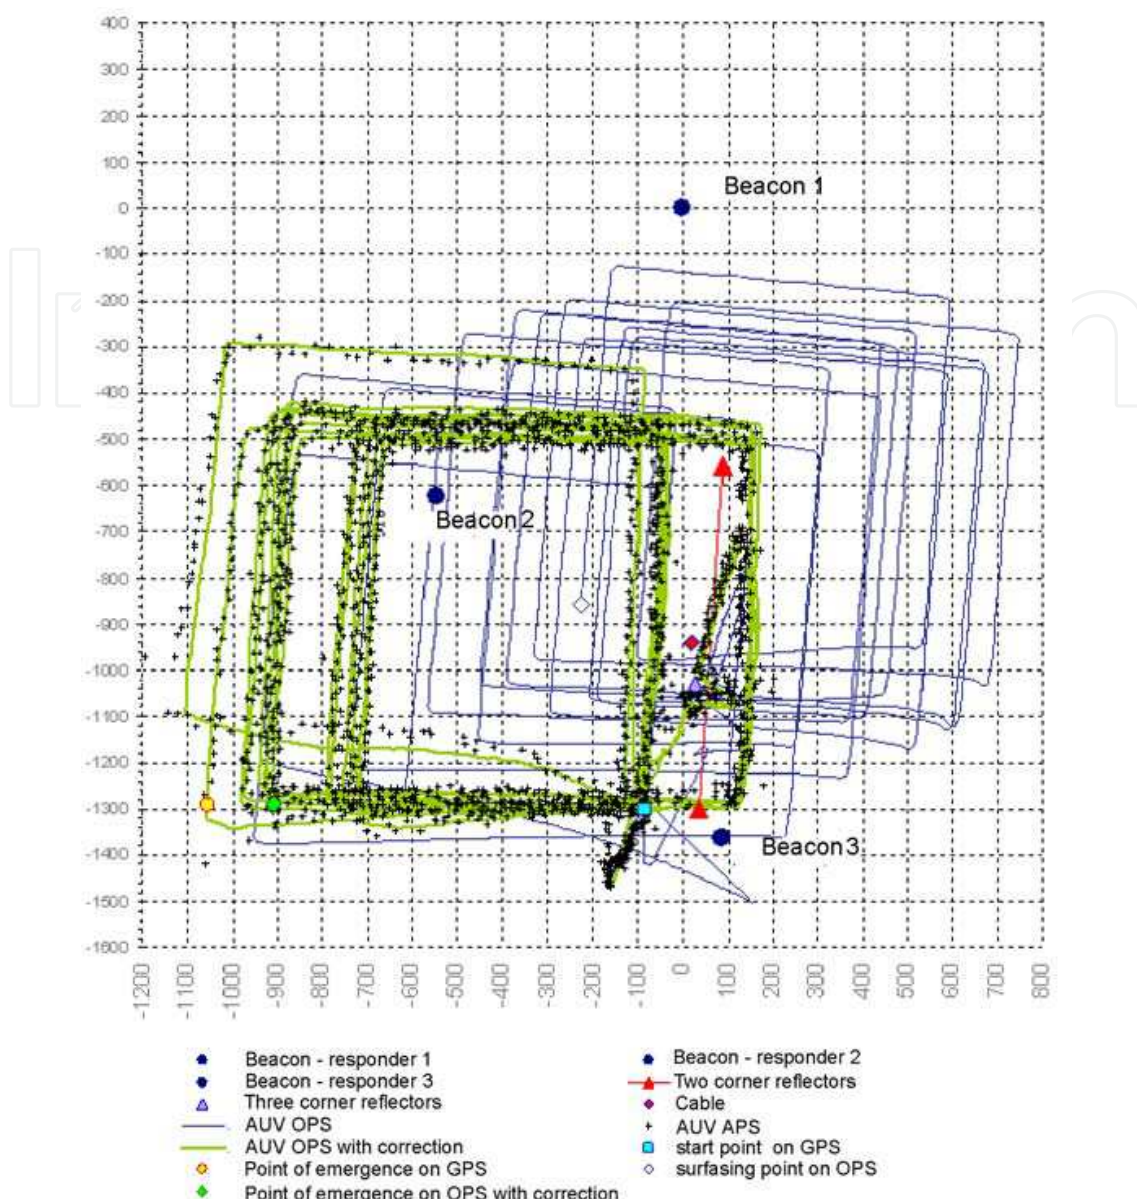 400
300
200
100
0
-100
-200
-300
-400
-500
-600
-700
-800
-900
-1000
-1100
-1200
-1300
-1400
-1500
-1600
Beacon 1
Beacon 2
Beacon 3
-1200 -1100 -1000 -900 -800 -700 -600 -500 -400 -300 -200 -100 0 100 200 300 400 500 600 700 800
Beacon - responder 1
Beacon - responder 3
Three corner reflectors
AUV OPS
AUV OPS with correction
Point of emergence on GPS
Point of emergence on OPS with correction
Beacon - responder 2
Two corner reflectors
Cable
AUV APS
start point on GPS
surfasing point on OPS